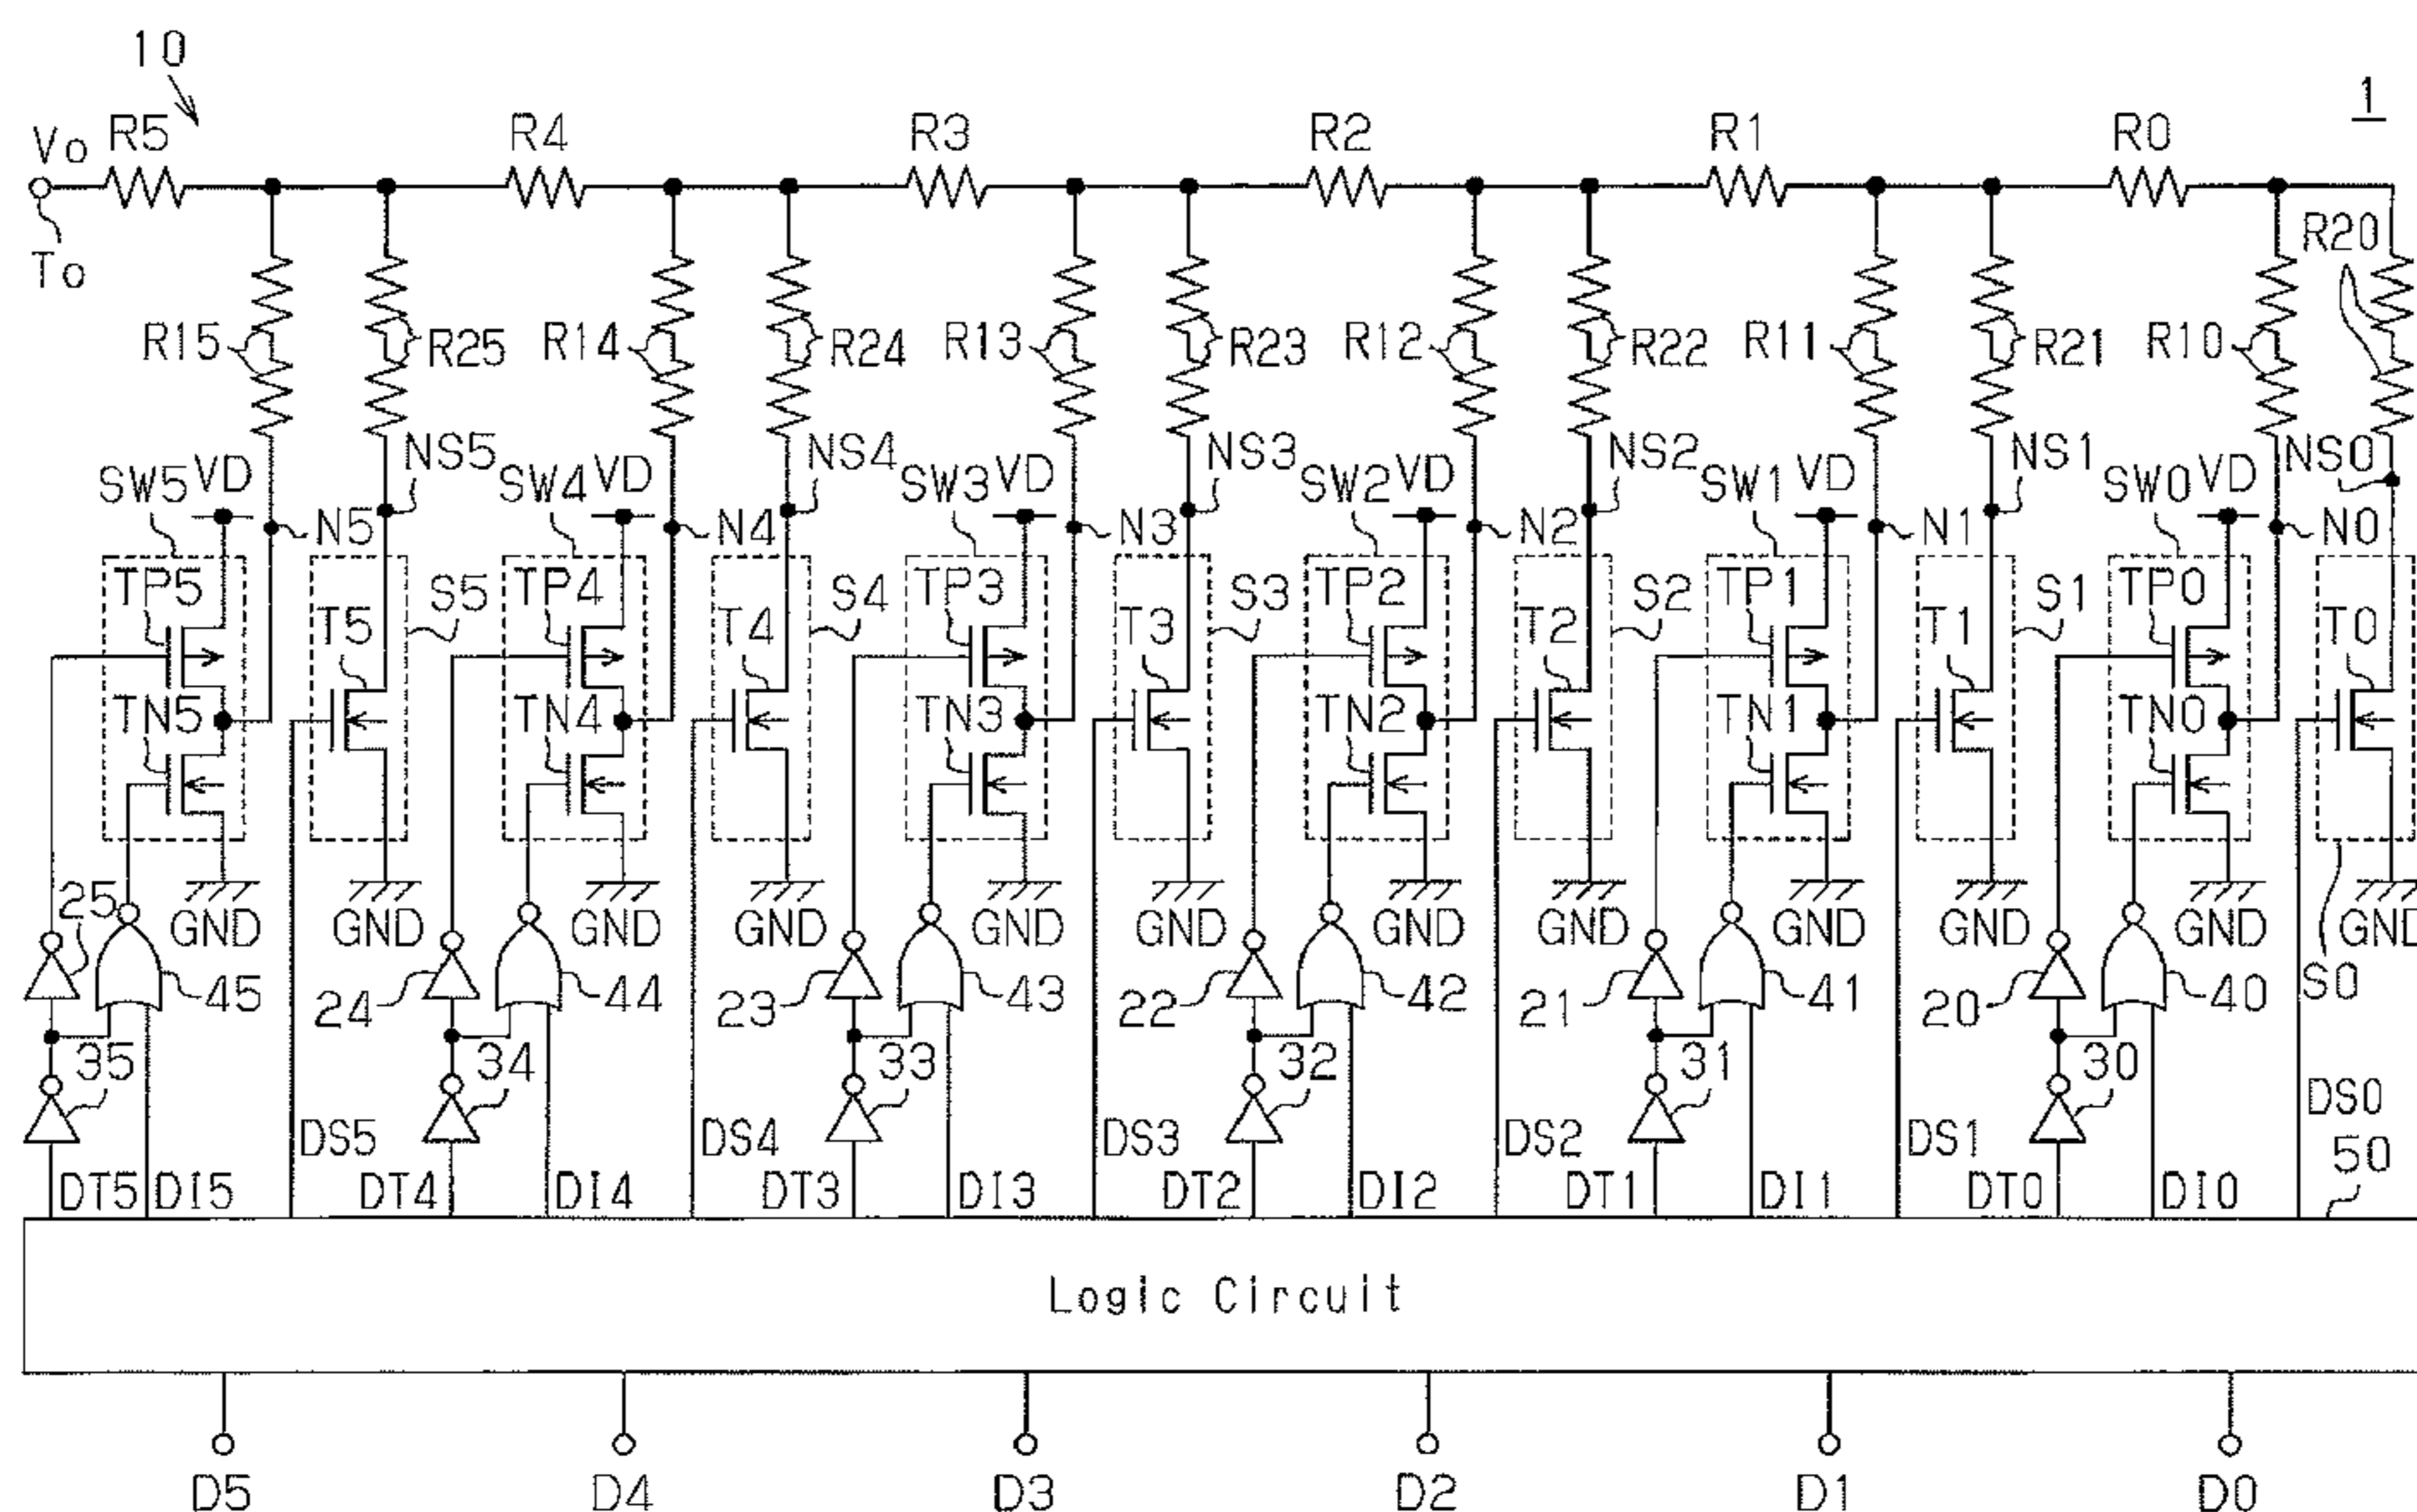 10
1
R5 R4 R3 R2 R1 R0
Vo
To
R20
R15 R25 R14 R24 R13 R23 R12 R22 R11 R21 R10
NS5 NS4 NS3 NS2 NS1 NS0
SW5 VD SW4 VD SW3 VD SW2 VD SW1 VD SW0 VD
N5 N4 N3 N2 N1 N0
TP5 S5 TP4 S4 TP3 S3 TP2 S2 TP1 S1 TP0
T5 T4 T3 T2 T1 T0
TN5 TN4 TN3 TN2 TN1 TN0
25
GND GND GND GND GND GND GND GND GND GND GND GND
45 24 44 23 43 22 42 21 41 20 40 S0
35 34 33 32 31 30
DS5 DS4 DS3 DS2 DS1 DS0
50
DT5 DI5 DT4 DI4 DT3 DI3 DT2 DI2 DT1 DI1 DT0 DI0
Logic Circuit
D5 D4 D3 D2 D1 D0